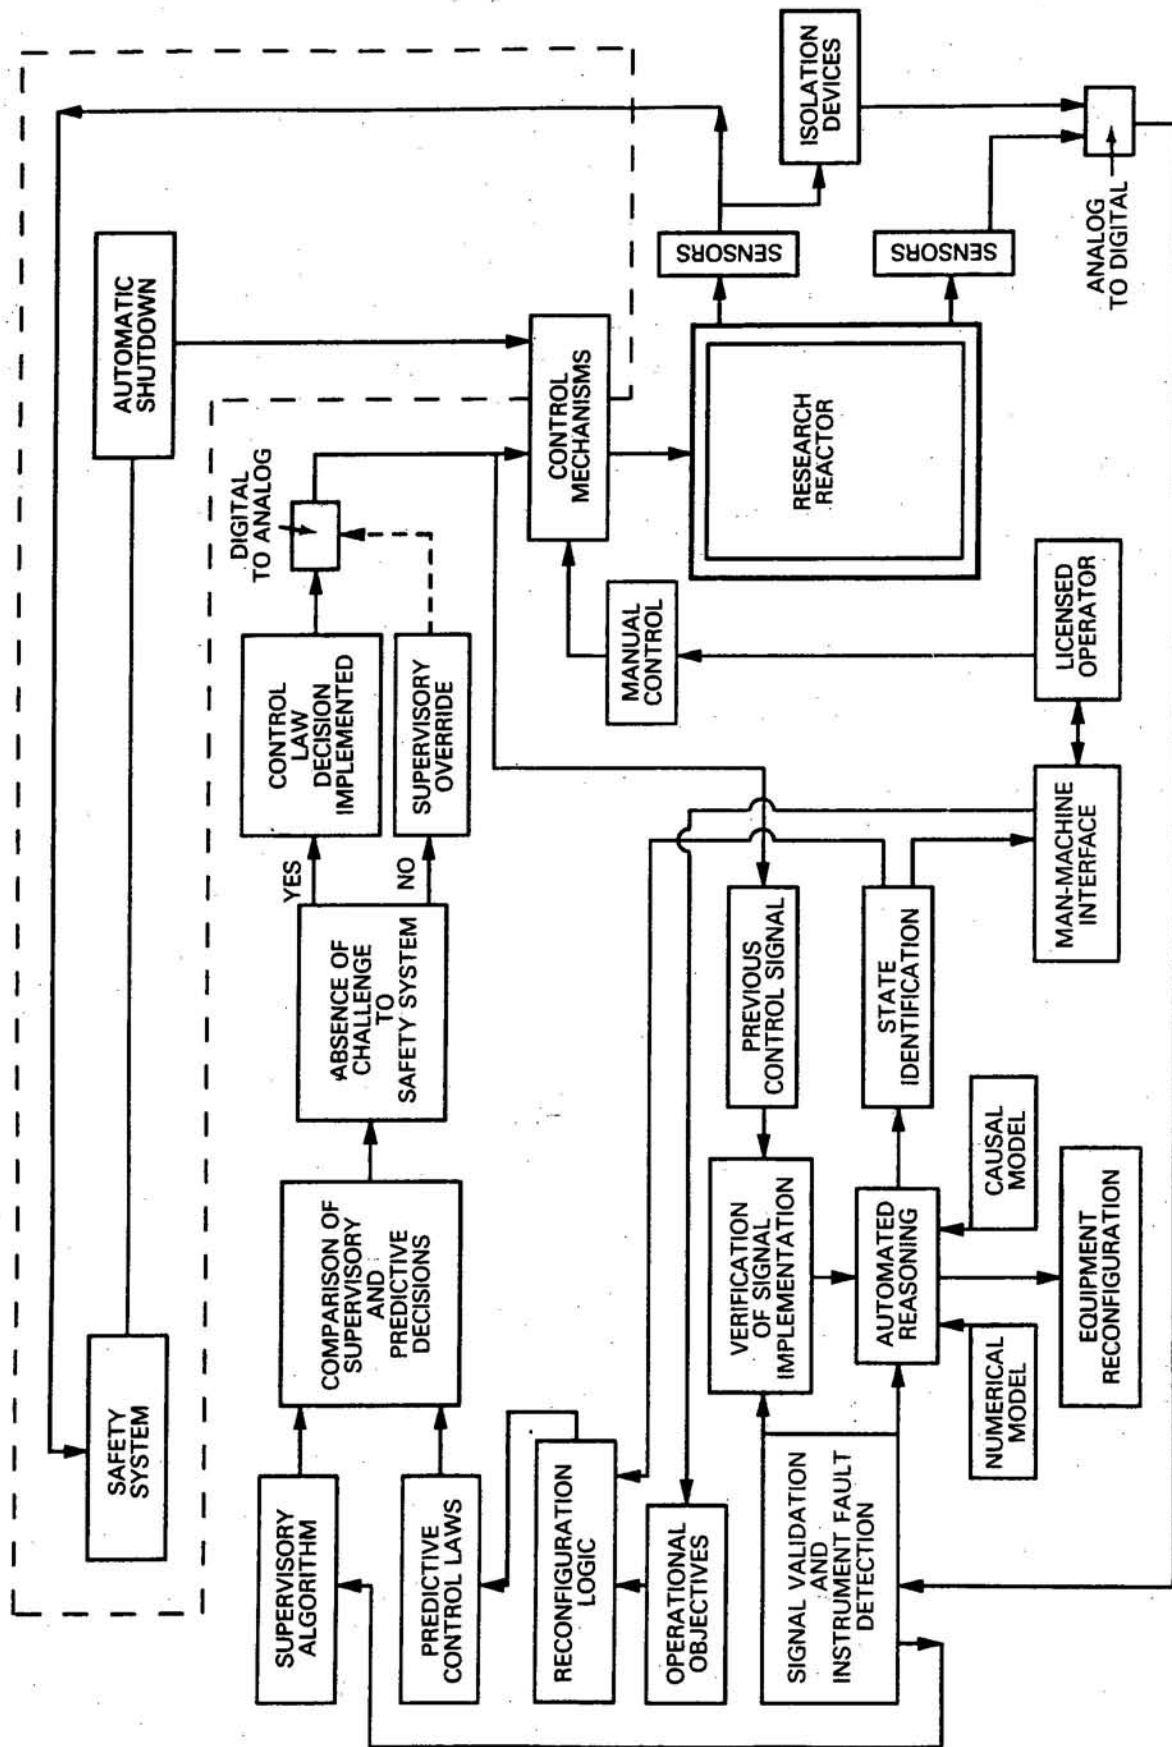 SAFETY
SYSTEM
AUTOMATIC
SHUTDOWN
SUPERVISORY
ALGORITHM
PREDICTIVE
CONTROL LAWS
COMPARISON OF
SUPERVISORY
AND
PREDICTIVE
DECISIONS
ABSENCE OF
CHALLENGE
TO
SAFETY SYSTEM
YES
NO
CONTROL
LAW
DECISION
IMPLEMENTED
SUPERVISORY
OVERRIDE
DIGITAL
TO ANALOG
CONTROL
MECHANISMS
RECONFIGURATION
LOGIC
OPERATIONAL
OBJECTIVES
MANUAL
CONTROL
SENSORS
SENSORS
ISOLATION
DEVICES
RESEARCH
REACTOR
SIGNAL VALIDATION
AND
INSTRUMENT FAULT
DETECTION
VERIFICATION
OF SIGNAL
IMPLEMENTATION
PREVIOUS
CONTROL SIGNAL
AUTOMATED
REASONING
STATE
IDENTIFICATION
NUMERICAL
MODEL
CAUSAL
MODEL
EQUIPMENT
RECONFIGURATION
MAN-MACHINE
INTERFACE
LICENSED
OPERATOR
ANALOG
TO DIGITAL